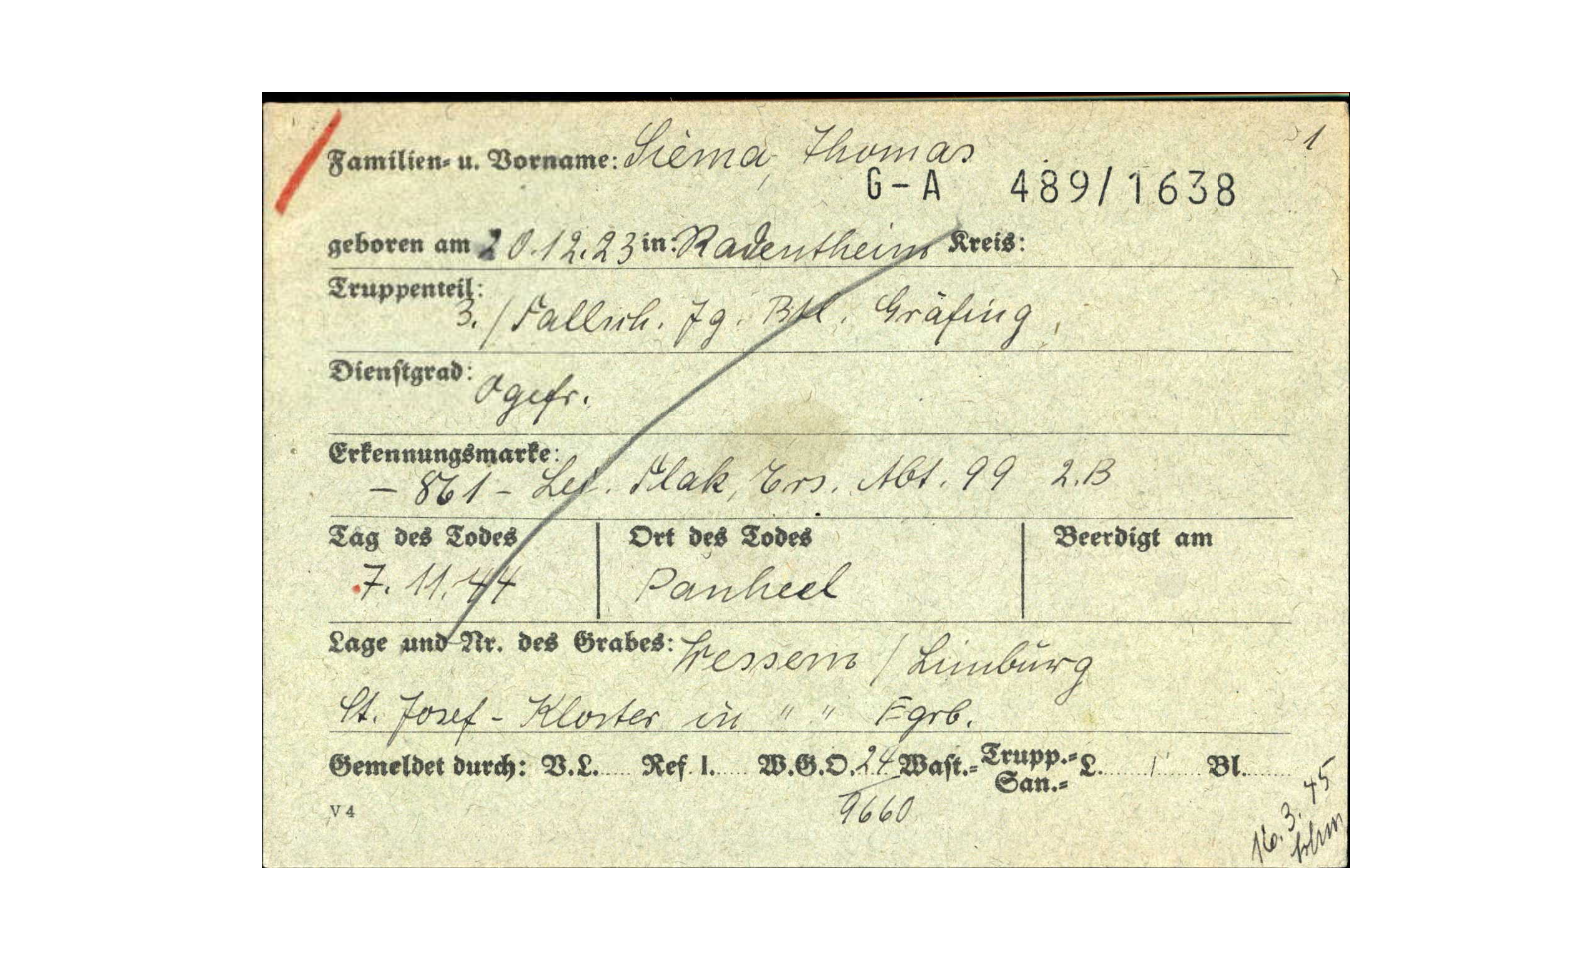 1
Familien- u. Vorname: Siema, Thomas
G-A 489/1638
geboren am 20.12.23 in: Radentheim Kreis:
Truppenteil:
3./Fallsch. Jg. Btl. Gräfing
Dienstgrad: Ogefr.
Erkennungsmarke:
- 861 - Lei. Flak, Ers. Abt. 99 2.B
Tag des Todes Ort des Todes Beerdigt am
7.11.44 Panheel
Lage und Nr. des Grabes: Wessem / Limburg
St. Josef-Kloster in " " Egrb.
Gemeldet durch: V.L. Ref I. W.G.O. 24 Wast.- Trupp.- San.- L. Bl.
9660
V 4
16.3.45